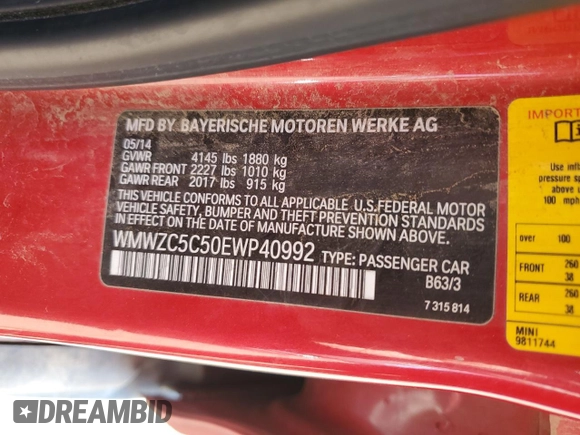 MFD BY BAYERISCHE MOTOREN WERKE AG
05/14
GVWR 4145 lbs 1880 kg
GAWR FRONT 2227 lbs 1010 kg
GAWR REAR 2017 lbs 915 kg
THIS VEHICLE CONFORMS TO ALL APPLICABLE U.S.FEDERAL MOTOR
VEHICLE SAFETY, BUMPER AND THEFT PREVENTION STANDARDS
IN EFFECT ON THE DATE OF MANUFACTURE SHOWN ABOVE.
WMWZC5C50EWP40992 TYPE: PASSENGER CAR
B63/3
7 315 814
Use infl
pressure sp
above
100 mph
over 100
FRONT 260
38
REAR 260
38
MINI
9811744
DREAMBID